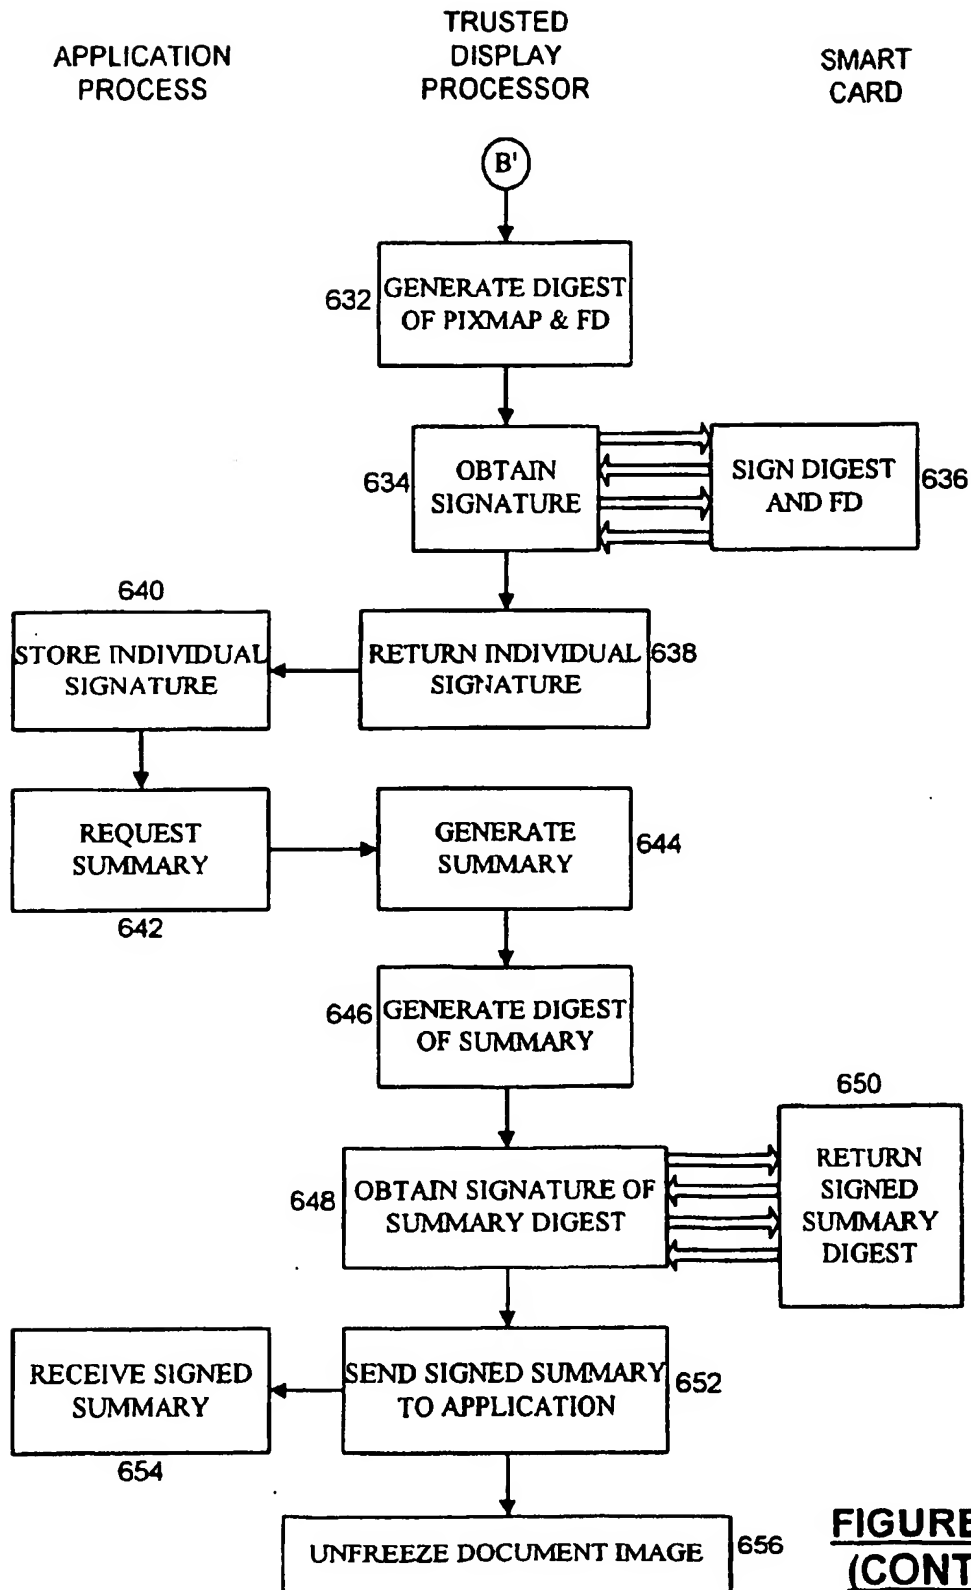 APPLICATION
PROCESS
TRUSTED
DISPLAY
PROCESSOR
SMART
CARD
B'
632
GENERATE DIGEST
OF PIXMAP & FD
634
OBTAIN
SIGNATURE
SIGN DIGEST
AND FD
636
640
STORE INDIVIDUAL
SIGNATURE
RETURN INDIVIDUAL
SIGNATURE
638
REQUEST
SUMMARY
642
GENERATE
SUMMARY
644
646
GENERATE DIGEST
OF SUMMARY
648
OBTAIN SIGNATURE OF
SUMMARY DIGEST
650
RETURN
SIGNED
SUMMARY
DIGEST
RECEIVE SIGNED
SUMMARY
654
SEND SIGNED SUMMARY
TO APPLICATION
652
UNFREEZE DOCUMENT IMAGE
656
FIGURE
(CONT